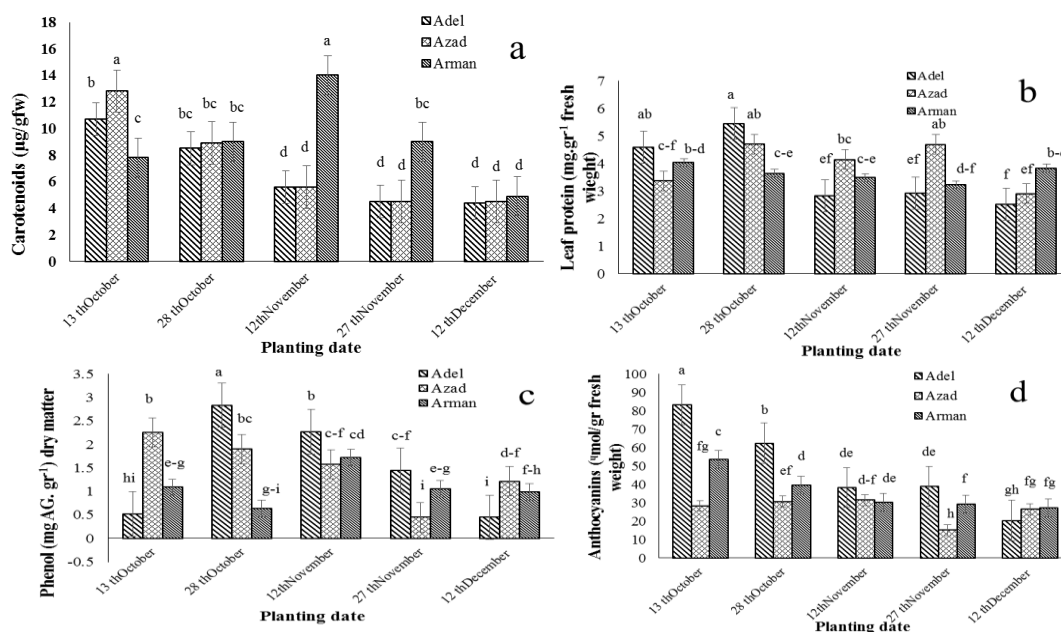 a
Adel
Azad
Arman
Carotenoids (µg/gfw)
18
16
14
12
10
8
6
4
2
0
b
a
c
bc
bc
bc
d
d
a
d
d
bc
d
d
d
13 thOctober
28 thOctober
12thNovember
27 thNovember
12 thDecember
Planting date
b
Adel
Azad
Arman
Leaf protein (mg.gr¹ fresh
wieght)
7
6
5
4
3
2
1
0
ab
c-f
b-d
a
ab
c-e
ef
bc
c-e
ef
ab
d-f
f
ef
13 thOctober
28 thOctober
12thNovember
27 thNovember
12 thDecember
Planting date
c
Adel
Azad
Arman
Phenol (mg AG. gr¹) dry matter
3.5
3
2.5
2
1.5
1
0.5
0
-0.5
hi
b
e-g
a
bc
g-i
b
c-f
cd
c-f
i
e-g
i
d-f
f-h
13 thOctober
28 thOctober
12thNovember
27 thNovember
12 thDecember
Planting date
d
Adel
Azad
Arman
Anthocyanins (ηmol/gr fresh
weight)
100
90
80
70
60
50
40
30
20
10
0
a
fg
c
b
ef
d
de
d-f
de
de
h
f
gh
fg
fg
13 thOctober
28 thOctober
12thNovember
27 thNovember
12 thDecember
Planting date